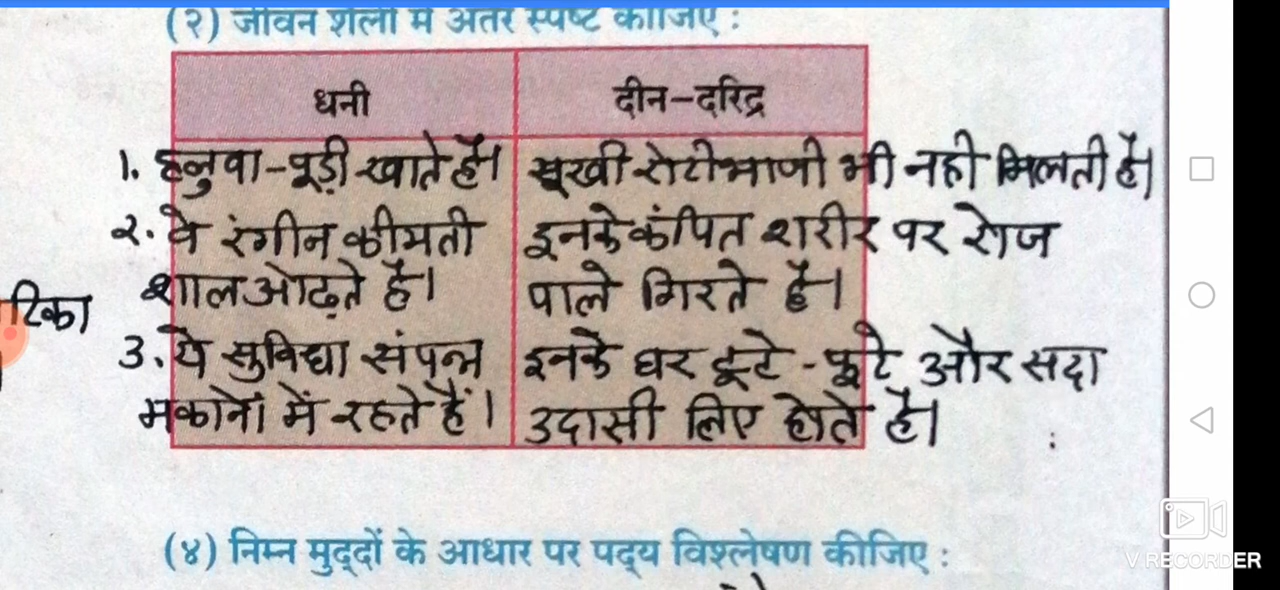 (२) जीवन शैली में अंतर स्पष्ट कीजिए :
धनी दीन-दरिद्र
1. हलुवा-पूड़ी खाते हैं। सूखी रोटीभाजी भी नही मिलती है।
२. वे रंगीन कीमती इनके कंपित शरीर पर रोज
शाल ओढ़ते है। पाले गिरते है।
3. ये सुविधा संपन्न इनके घर टूटे-फूटे और सदा
मकानों में रहते हैं। उदासी लिए होते है।
टिका
(४) निम्न मुद्दों के आधार पर पद्य विश्लेषण कीजिए :
V RECORDER